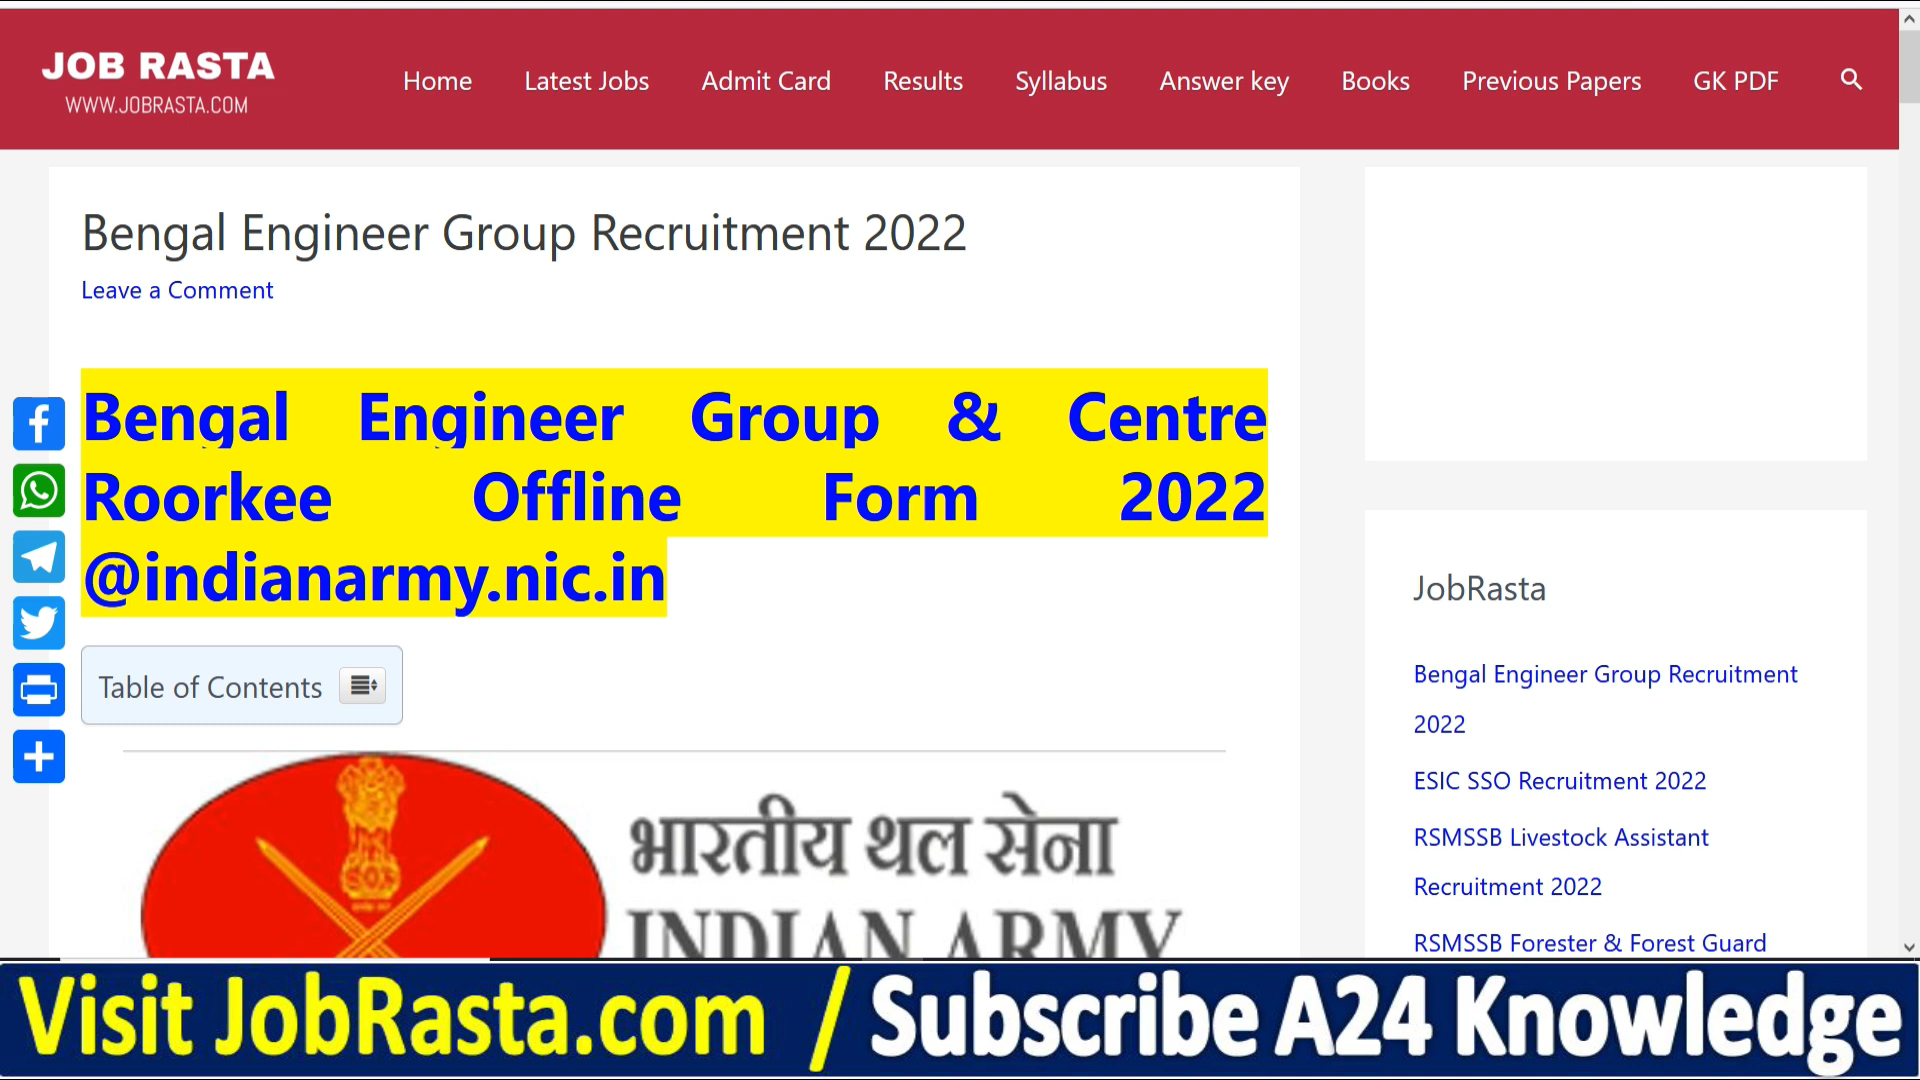 JOB RASTA
WWW.JOBRASTA.COM
Home Latest Jobs Admit Card Results Syllabus Answer key Books Previous Papers GK PDF
Bengal Engineer Group Recruitment 2022
Leave a Comment
Bengal Engineer Group & Centre
Roorkee Offline Form 2022
@indianarmy.nic.in
Table of Contents
भारतीय थल सेना
INDIAN ARMY
JobRasta
Bengal Engineer Group Recruitment
2022
ESIC SSO Recruitment 2022
RSMSSB Livestock Assistant
Recruitment 2022
RSMSSB Forester & Forest Guard
Visit JobRasta.com / Subscribe A24 Knowledge